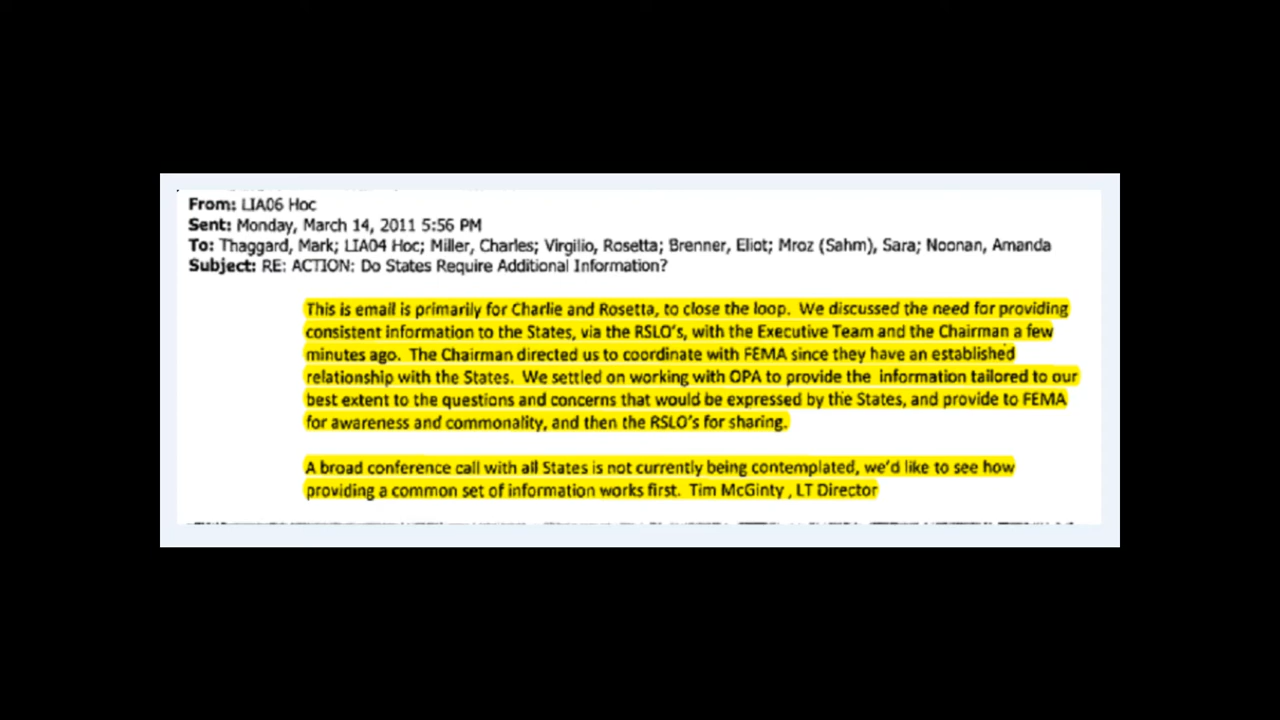 From: LIA06 Hoc
Sent: Monday, March 14, 2011 5:56 PM
To: Thaggard, Mark; LIA04 Hoc; Miller, Charles; Virgilio, Rosetta; Brenner, Eliot; Mroz (Sahm), Sara; Noonan, Amanda
Subject: RE: ACTION: Do States Require Additional Information?
This is email is primarily for Charlie and Rosetta, to close the loop. We discussed the need for providing
consistent information to the States, via the RSLO's, with the Executive Team and the Chairman a few
minutes ago. The Chairman directed us to coordinate with FEMA since they have an established
relationship with the States. We settled on working with OPA to provide the information tailored to our
best extent to the questions and concerns that would be expressed by the States, and provide to FEMA
for awareness and commonality, and then the RSLO's for sharing.
A broad conference call with all States is not currently being contemplated, we'd like to see how
providing a common set of information works first. Tim McGinty , LT Director